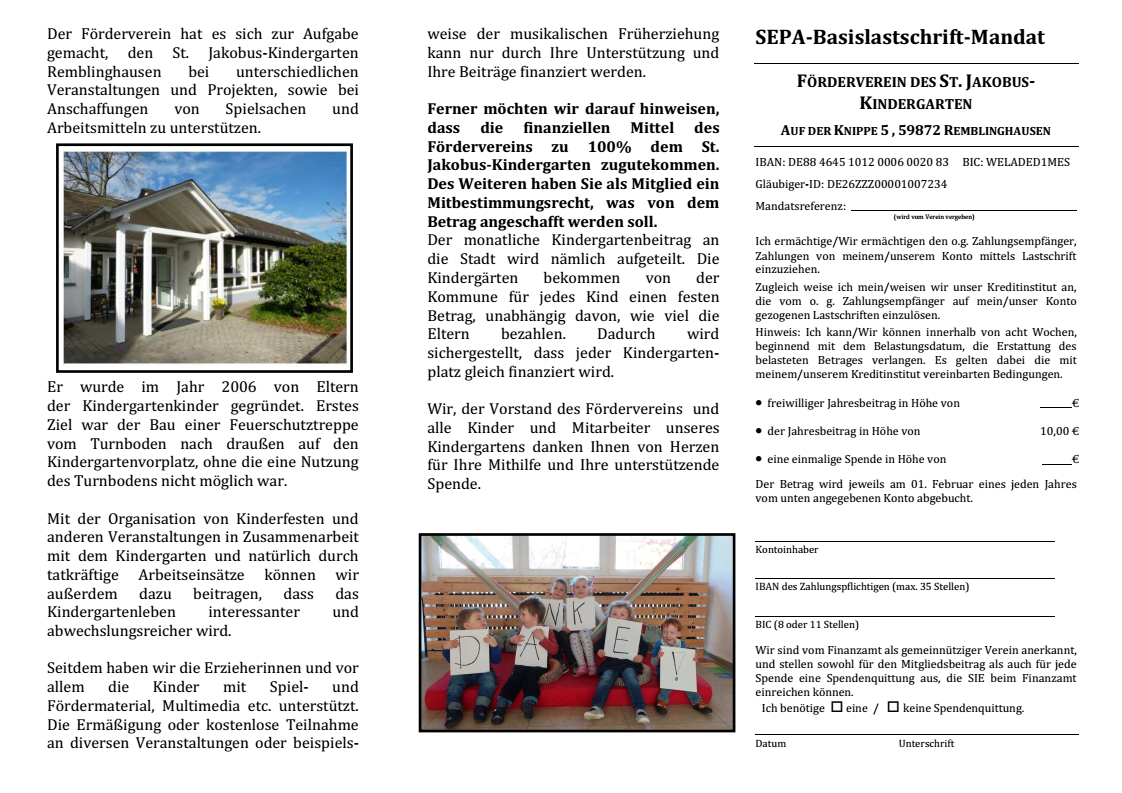 Der Förderverein hat es sich zur Aufgabe
gemacht, den St. Jakobus-Kindergarten
Remblinghausen bei unterschiedlichen
Veranstaltungen und Projekten, sowie bei
Anschaffungen von Spielsachen und
Arbeitsmitteln zu unterstützen.
Er wurde im Jahr 2006 von Eltern
der Kindergartenkinder gegründet. Erstes
Ziel war der Bau einer Feuerschutztreppe
vom Turnboden nach draußen auf den
Kindergartenvorplatz, ohne die eine Nutzung
des Turnbodens nicht möglich war.
Mit der Organisation von Kinderfesten und
anderen Veranstaltungen in Zusammenarbeit
mit dem Kindergarten und natürlich durch
tatkräftige Arbeitseinsätze können wir
außerdem dazu beitragen, dass das
Kindergartenleben interessanter und
abwechslungsreicher wird.
Seitdem haben wir die Erzieherinnen und vor
allem die Kinder mit Spiel- und
Fördermaterial, Multimedia etc. unterstützt.
Die Ermäßigung oder kostenlose Teilnahme
an diversen Veranstaltungen oder beispiels-
weise der musikalischen Früherziehung
kann nur durch Ihre Unterstützung und
Ihre Beiträge finanziert werden.
Ferner möchten wir darauf hinweisen,
dass die finanziellen Mittel des
Fördervereins zu 100% dem St.
Jakobus-Kindergarten zugutekommen.
Des Weiteren haben Sie als Mitglied ein
Mitbestimmungsrecht, was von dem
Betrag angeschafft werden soll.
Der monatliche Kindergartenbeitrag an
die Stadt wird nämlich aufgeteilt. Die
Kindergärten bekommen von der
Kommune für jedes Kind einen festen
Betrag, unabhängig davon, wie viel die
Eltern bezahlen. Dadurch wird
sichergestellt, dass jeder Kindergarten-
platz gleich finanziert wird.
Wir, der Vorstand des Fördervereins und
alle Kinder und Mitarbeiter unseres
Kindergartens danken Ihnen von Herzen
für Ihre Mithilfe und Ihre unterstützende
Spende.
D A N K E !
SEPA-Basislastschrift-Mandat
FÖRDERVEREIN DES ST. JAKOBUS-
KINDERGARTEN
AUF DER KNIPPE 5 , 59872 REMBLINGHAUSEN
IBAN: DE88 4645 1012 0006 0020 83 BIC: WELADED1MES
Gläubiger-ID: DE26ZZZ00001007234
Mandatsreferenz: ____
(wird vom Verein vergeben)
Ich ermächtige/Wir ermächtigen den o.g. Zahlungsempfänger,
Zahlungen von meinem/unserem Konto mittels Lastschrift
einzuziehen.
Zugleich weise ich mein/weisen wir unser Kreditinstitut an,
die vom o. g. Zahlungsempfänger auf mein/unser Konto
gezogenen Lastschriften einzulösen.
Hinweis: Ich kann/Wir können innerhalb von acht Wochen,
beginnend mit dem Belastungsdatum, die Erstattung des
belasteten Betrages verlangen. Es gelten dabei die mit
meinem/unserem Kreditinstitut vereinbarten Bedingungen.
• freiwilliger Jahresbeitrag in Höhe von ____€
• der Jahresbeitrag in Höhe von 10,00 €
• eine einmalige Spende in Höhe von ____€
Der Betrag wird jeweils am 01. Februar eines jeden Jahres
vom unten angegebenen Konto abgebucht.
Kontoinhaber
IBAN des Zahlungspflichtigen (max. 35 Stellen)
BIC (8 oder 11 Stellen)
Wir sind vom Finanzamt als gemeinnütziger Verein anerkannt,
und stellen sowohl für den Mitgliedsbeitrag als auch für jede
Spende eine Spendenquittung aus, die SIE beim Finanzamt
einreichen können.
Ich benötige ☐ eine / ☐ keine Spendenquittung.
Datum Unterschrift